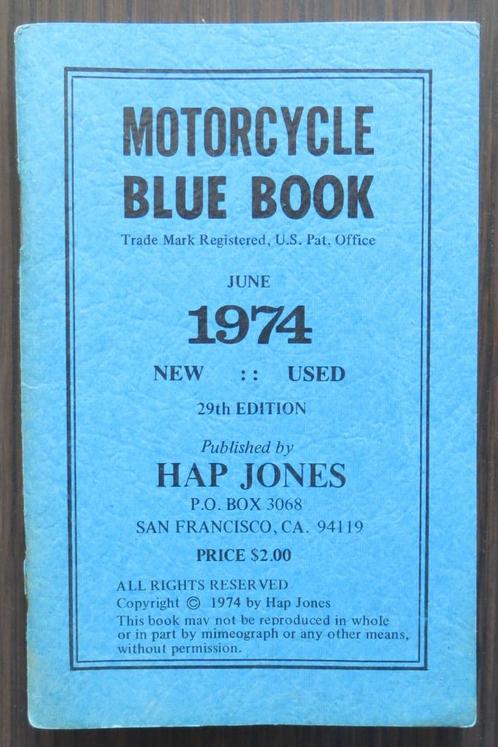 MOTORCYCLE
BLUE BOOK
Trade Mark Registered, U.S. Pat. Office
JUNE
1974
NEW :: USED
29th EDITION
Published by
HAP JONES
P.O. BOX 3068
SAN FRANCISCO, CA. 94119
PRICE $2.00
ALL RIGHTS RESERVED
Copyright © 1974 by Hap Jones
This book may not be reproduced in whole
or in part by mimeograph or any other means,
without permission.